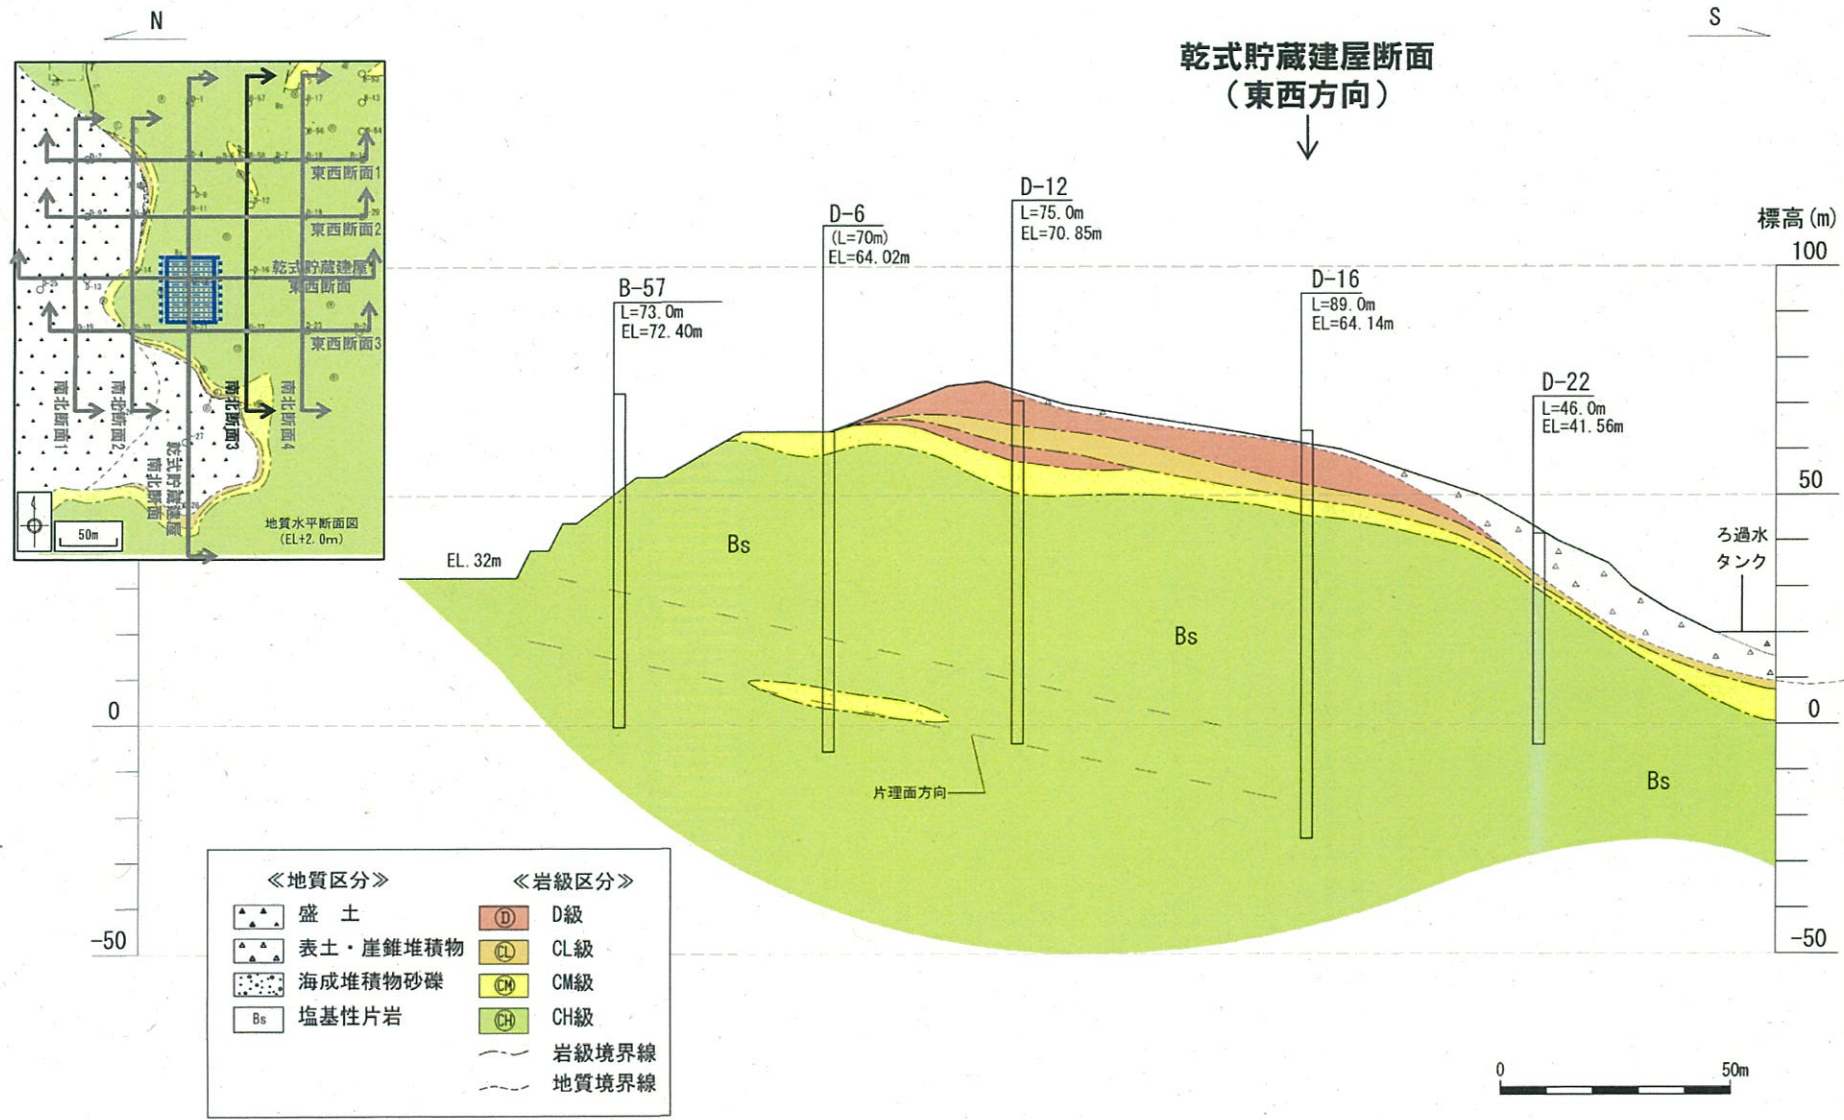 N
S
乾式貯蔵建屋断面
(東西方向)
東西断面1
東西断面2
乾式貯蔵建屋
東西断面
東西断面3
南北断面1
南北断面2
乾式貯蔵建屋
南北断面
南北断面3
南北断面4
50m
地質水平断面図
(EL+2.0m)
B-57
L=73.0m
EL=72.40m
D-6
(L=70m)
EL=64.02m
D-12
L=75.0m
EL=70.85m
D-16
L=89.0m
EL=64.14m
D-22
L=46.0m
EL=41.56m
標高(m)
100
50
0
-50
0
-50
EL.32m
Bs
Bs
Bs
ろ過水
タンク
片理面方向
≪地質区分≫
盛 土
表土・崖錐堆積物
海成堆積物砂礫
Bs 塩基性片岩
≪岩級区分≫
D D級
CL CL級
CM CM級
CH CH級
岩級境界線
地質境界線
0 50m